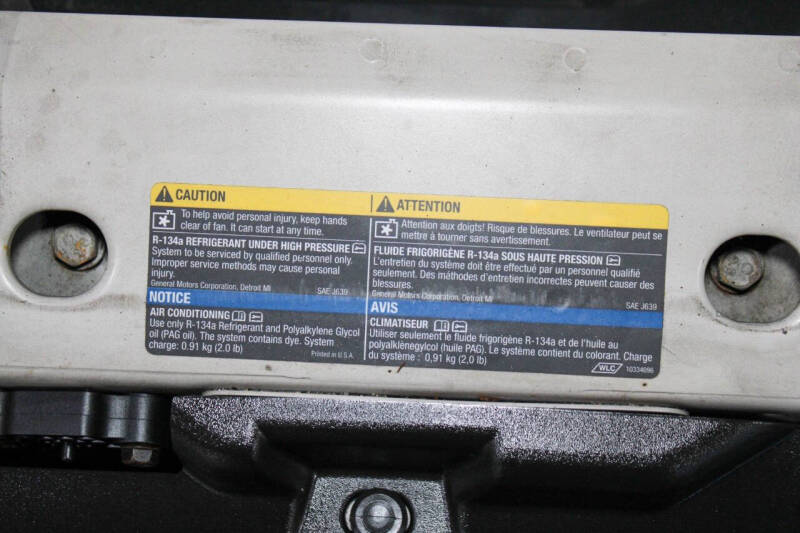 CAUTION
To help avoid personal injury, keep hands
clear of fan. It can start at any time.
R-134a REFRIGERANT UNDER HIGH PRESSURE
System to be serviced by qualified personnel only.
Improper service methods may cause personal
injury.
General Motors Corporation, Detroit MI SAE J639
NOTICE
AIR CONDITIONING
Use only R-134a Refrigerant and Polyalkylene Glycol
oil (PAG oil). The system contains dye. System
charge: 0.91 kg (2.0 lb)
Printed in U.S.A.
ATTENTION
Attention aux doigts! Risque de blessures. Le ventilateur peut se
mettre à tourner sans avertissement.
FLUIDE FRIGORIGÈNE R-134a SOUS HAUTE PRESSION
L'entretien du système doit être effectué par un personnel qualifié
seulement. Des méthodes d'entretien incorrectes peuvent causer des
blessures.
General Motors Corporation, Detroit MI SAE J639
AVIS
CLIMATISEUR
Utiliser seulement le fluide frigorigène R-134a et de l'huile au
polyalkènegylcol (huile PAG). Le système contient du colorant. Charge
du système : 0,91 kg (2,0 lb)
WLC 10334696